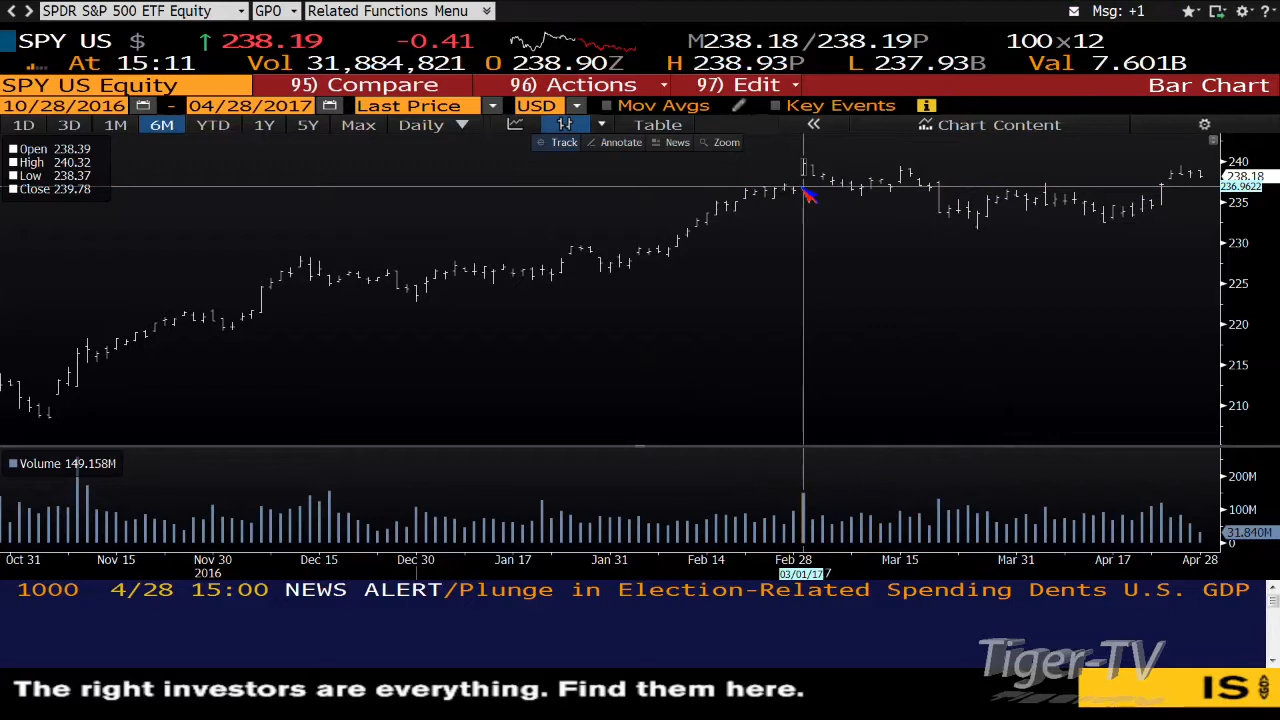 SPDR S&P 500 ETF Equity GPO Related Functions Menu Msg: +1
SPY US $ ↑ 238.19 -0.41 M238.18/238.19P 100x12
At 15:11 Vol 31,884,821 O 238.90Z H 238.93P L 237.93B Val 7.601B
SPY US Equity 95) Compare 96) Actions 97) Edit Bar Chart
10/28/2016 - 04/28/2017 Last Price USD Mov Avgs Key Events
1D 3D 1M 6M YTD 1Y 5Y Max Daily Table « Chart Content
Track Annotate News Zoom
Open 238.39
High 240.32
Low 238.37
Close 239.78
240
238.18
236.9622
235
230
225
220
215
210
Volume 149.158M
200M
100M
31.840M
0
Oct 31 Nov 15 Nov 30 Dec 15 Dec 30 Jan 17 Jan 31 Feb 14 Feb 28 Mar 15 Mar 31 Apr 17 Apr 28
2016 03/01/17 7
1000 4/28 15:00 NEWS ALERT/Plunge in Election-Related Spending Dents U.S. GDP
Tiger-TV
The right investors are everything. Find them here.
IS